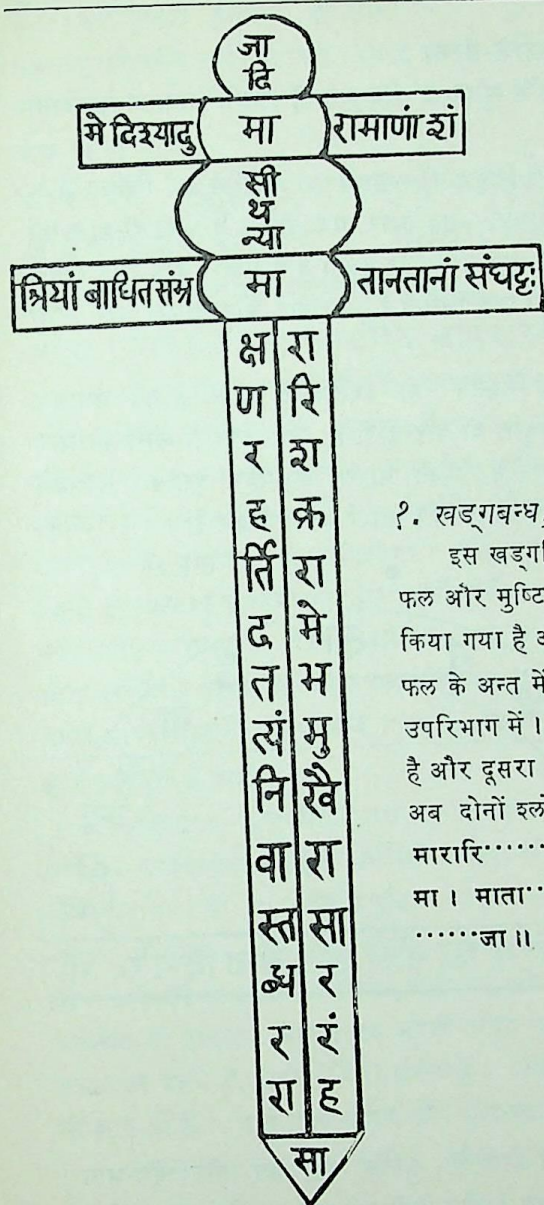 जा
दि
मे दिश्यादु मा रामाणां शं
सी
थ
न्या
त्रियां बाधितसंभ्र मा तानतानां संघट्टः
क्ष रा
ण रि
र श
ह क्र
र्ति रा
द मे
त भ
त्यं मु
नि खै
वा रा
स्त सा
ब्ध र
र रं
रा ह
सा
१. खड्गबन्ध
इस खड्ग
फल और मुष्टि
किया गया है
फल के अन्त में
उपरिभाग में ।
है और दूसरा
अब दोनों श्लो
मारारि······
मा । माता··
······जा ॥